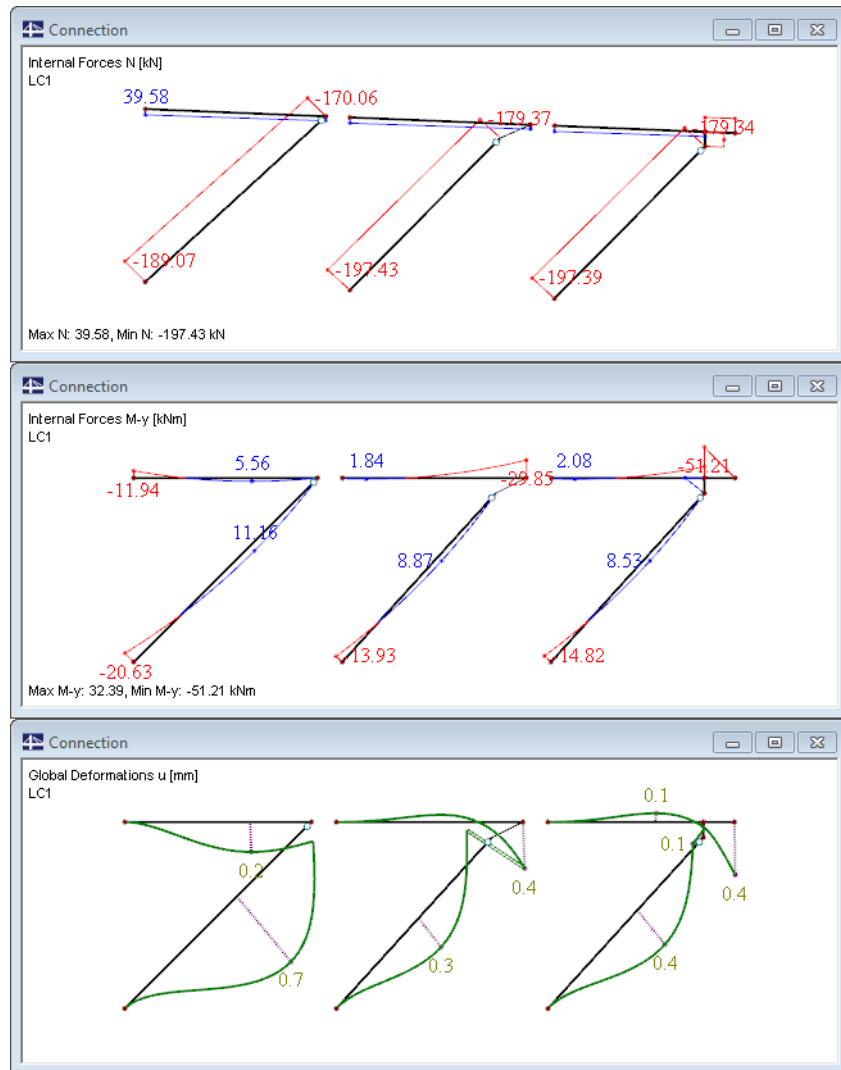 Connection
Internal Forces N [kN]
LC1
39.58
-170.06
-179.37
-179.34
-189.07
-197.43
-197.39
Max N: 39.58, Min N: -197.43 kN
Connection
Internal Forces M-y [kNm]
LC1
5.56
1.84
2.08
-51.21
-11.94
-29.85
11.16
8.87
8.53
-20.63
-13.93
-14.82
Max M-y: 32.39, Min M-y: -51.21 kNm
Connection
Global Deformations u [mm]
LC1
0.1
0.2
0.1
0.4
0.4
0.7
0.3
0.4